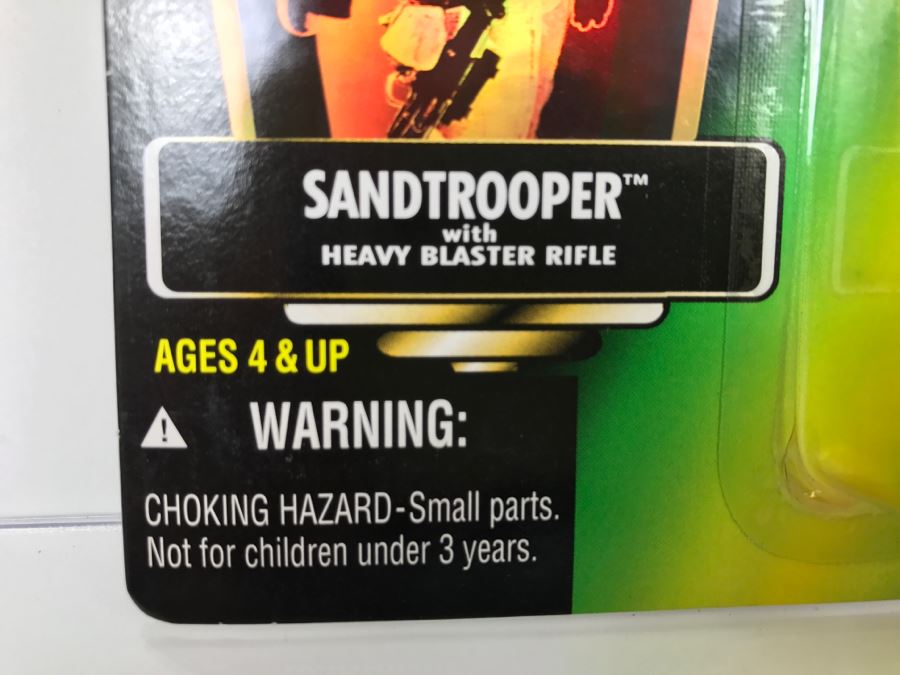 SANDTROOPER™
with
HEAVY BLASTER RIFLE
AGES 4 & UP
WARNING:
CHOKING HAZARD-Small parts.
Not for children under 3 years.